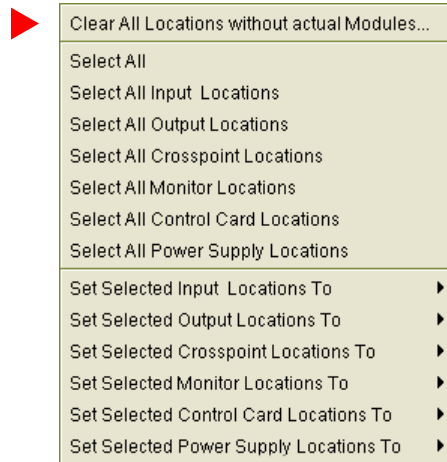 Clear All Locations without actual Modules...
Select All
Select All Input Locations
Select All Output Locations
Select All Crosspoint Locations
Select All Monitor Locations
Select All Control Card Locations
Select All Power Supply Locations
Set Selected Input Locations To
Set Selected Output Locations To
Set Selected Crosspoint Locations To
Set Selected Monitor Locations To
Set Selected Control Card Locations To
Set Selected Power Supply Locations To